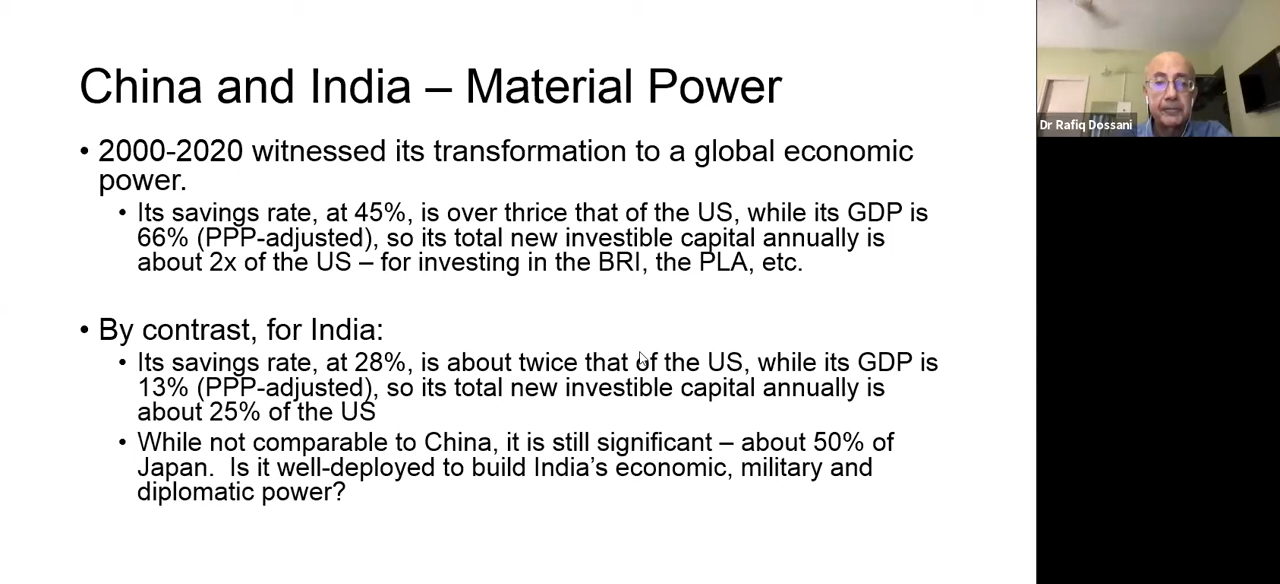 China and India – Material Power
• 2000-2020 witnessed its transformation to a global economic
power.
• Its savings rate, at 45%, is over thrice that of the US, while its GDP is
66% (PPP-adjusted), so its total new investible capital annually is
about 2x of the US – for investing in the BRI, the PLA, etc.
• By contrast, for India:
• Its savings rate, at 28%, is about twice that of the US, while its GDP is
13% (PPP-adjusted), so its total new investible capital annually is
about 25% of the US
• While not comparable to China, it is still significant – about 50% of
Japan.  Is it well-deployed to build India’s economic, military and
diplomatic power?
Dr Rafiq Dossani